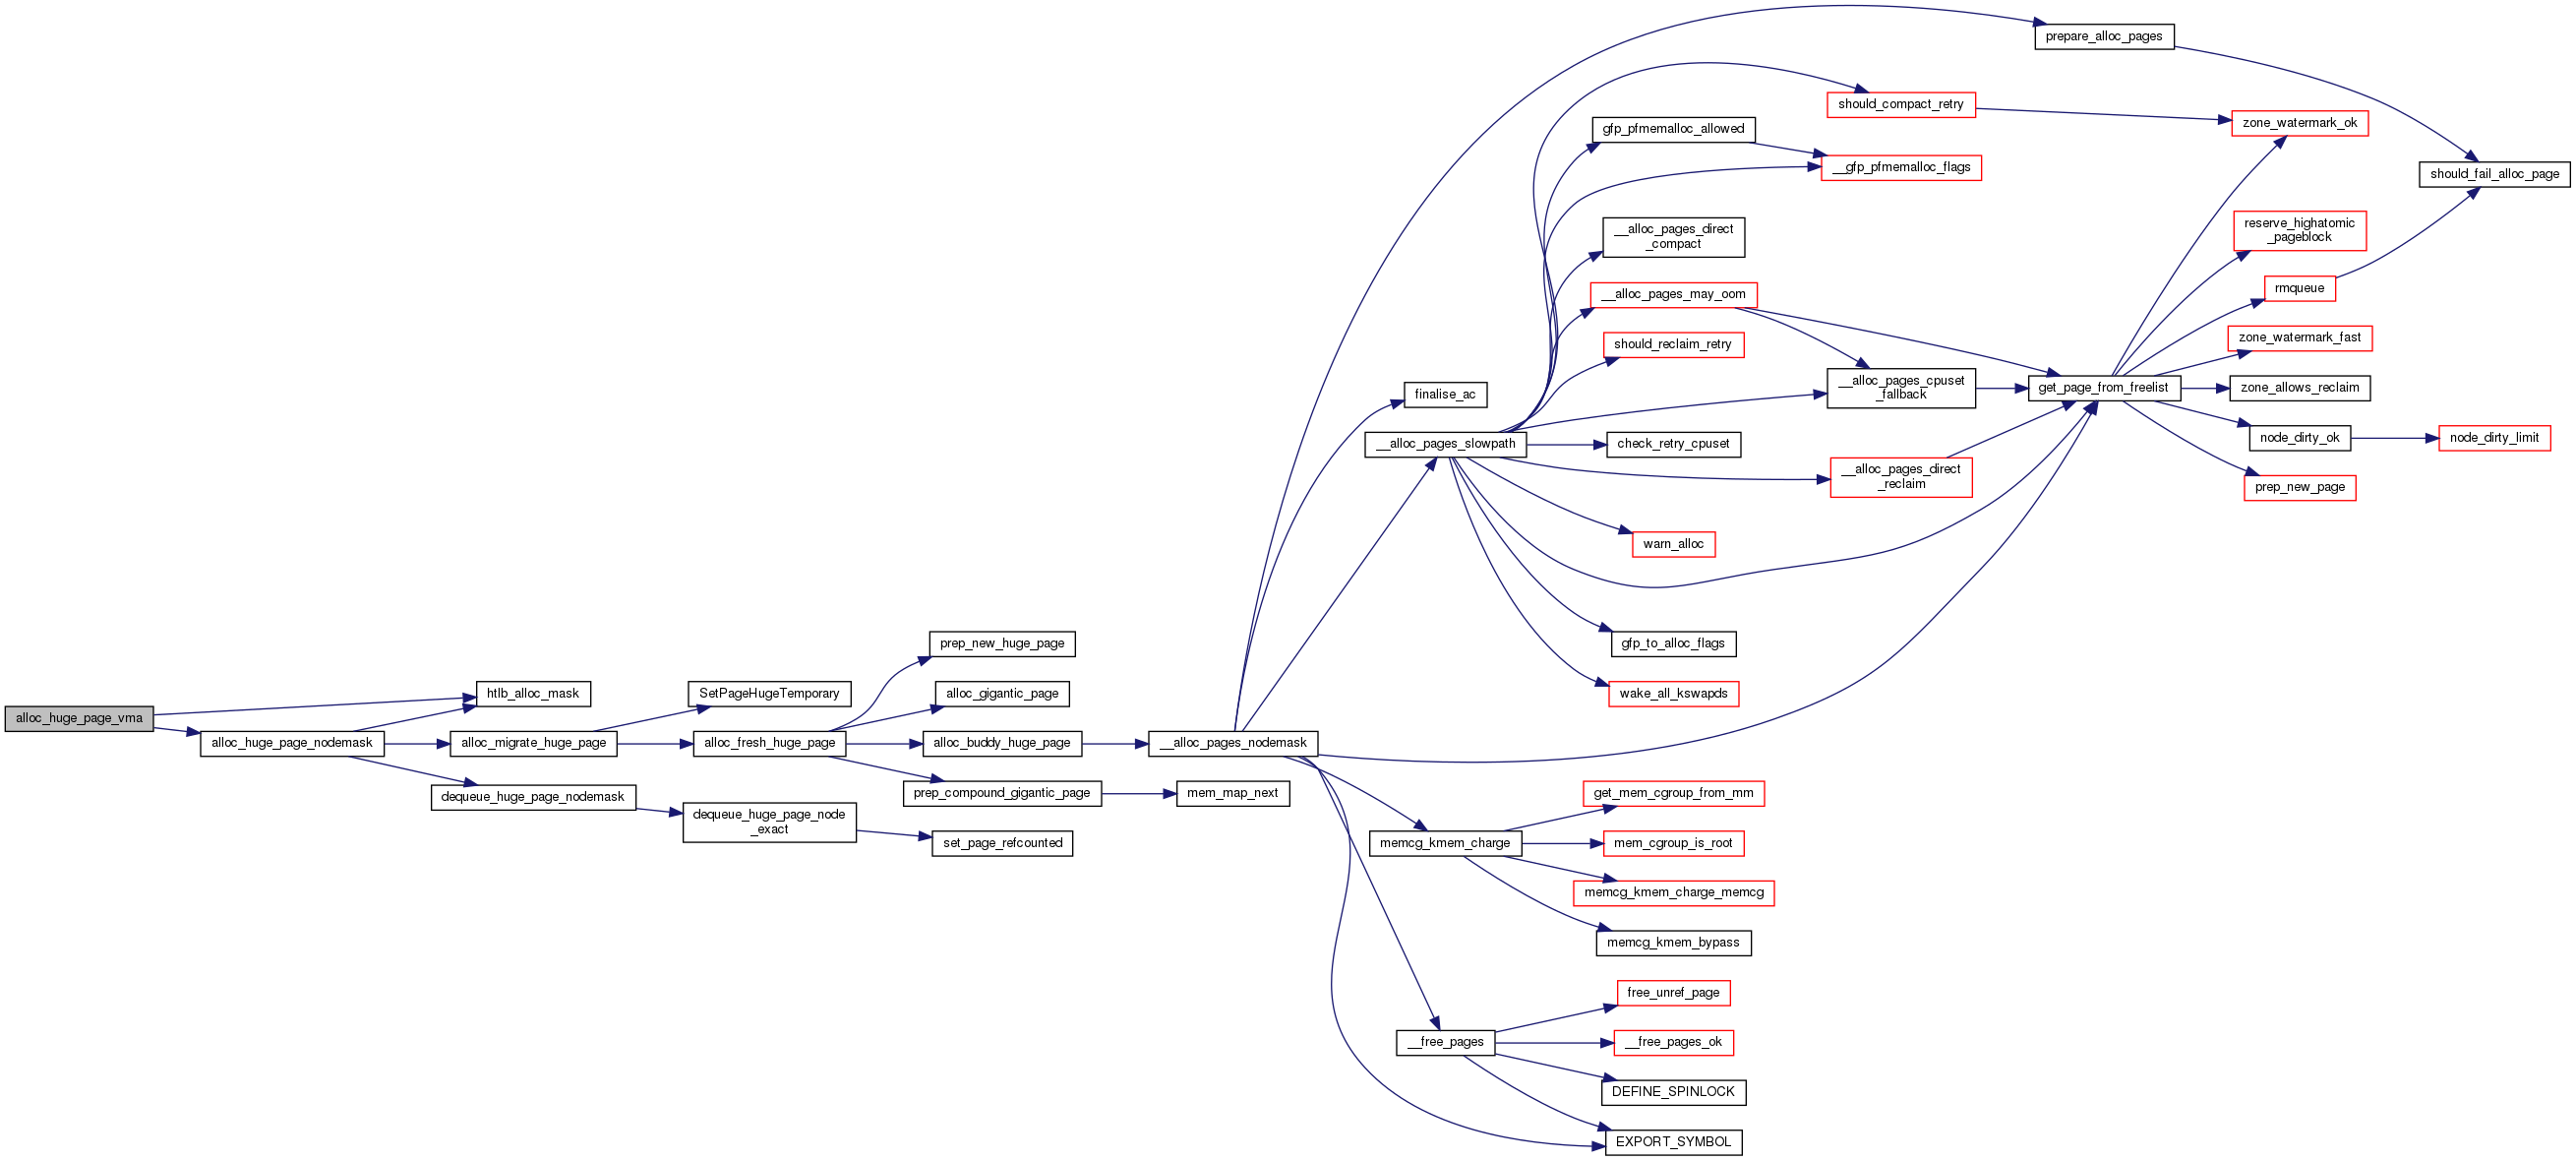 prepare_alloc_pages
should_compact_retry
zone_watermark_ok
gfp_pfmemalloc_allowed
__gfp_pfmemalloc_flags
should_fail_alloc_page
__alloc_pages_direct
_compact
reserve_highatomic
_pageblock
__alloc_pages_may_oom
rmqueue
should_reclaim_retry
zone_watermark_fast
finalise_ac
__alloc_pages_cpuset
_fallback
get_page_from_freelist
zone_allows_reclaim
__alloc_pages_slowpath
check_retry_cpuset
node_dirty_ok
node_dirty_limit
__alloc_pages_direct
_reclaim
prep_new_page
warn_alloc
prep_new_huge_page
gfp_to_alloc_flags
htlb_alloc_mask
SetPageHugeTemporary
alloc_gigantic_page
wake_all_kswapds
alloc_huge_page_vma
alloc_huge_page_nodemask
alloc_migrate_huge_page
alloc_fresh_huge_page
alloc_buddy_huge_page
__alloc_pages_nodemask
dequeue_huge_page_nodemask
prep_compound_gigantic_page
mem_map_next
get_mem_cgroup_from_mm
dequeue_huge_page_node
_exact
set_page_refcounted
memcg_kmem_charge
mem_cgroup_is_root
memcg_kmem_charge_memcg
memcg_kmem_bypass
free_unref_page
__free_pages
__free_pages_ok
DEFINE_SPINLOCK
EXPORT_SYMBOL